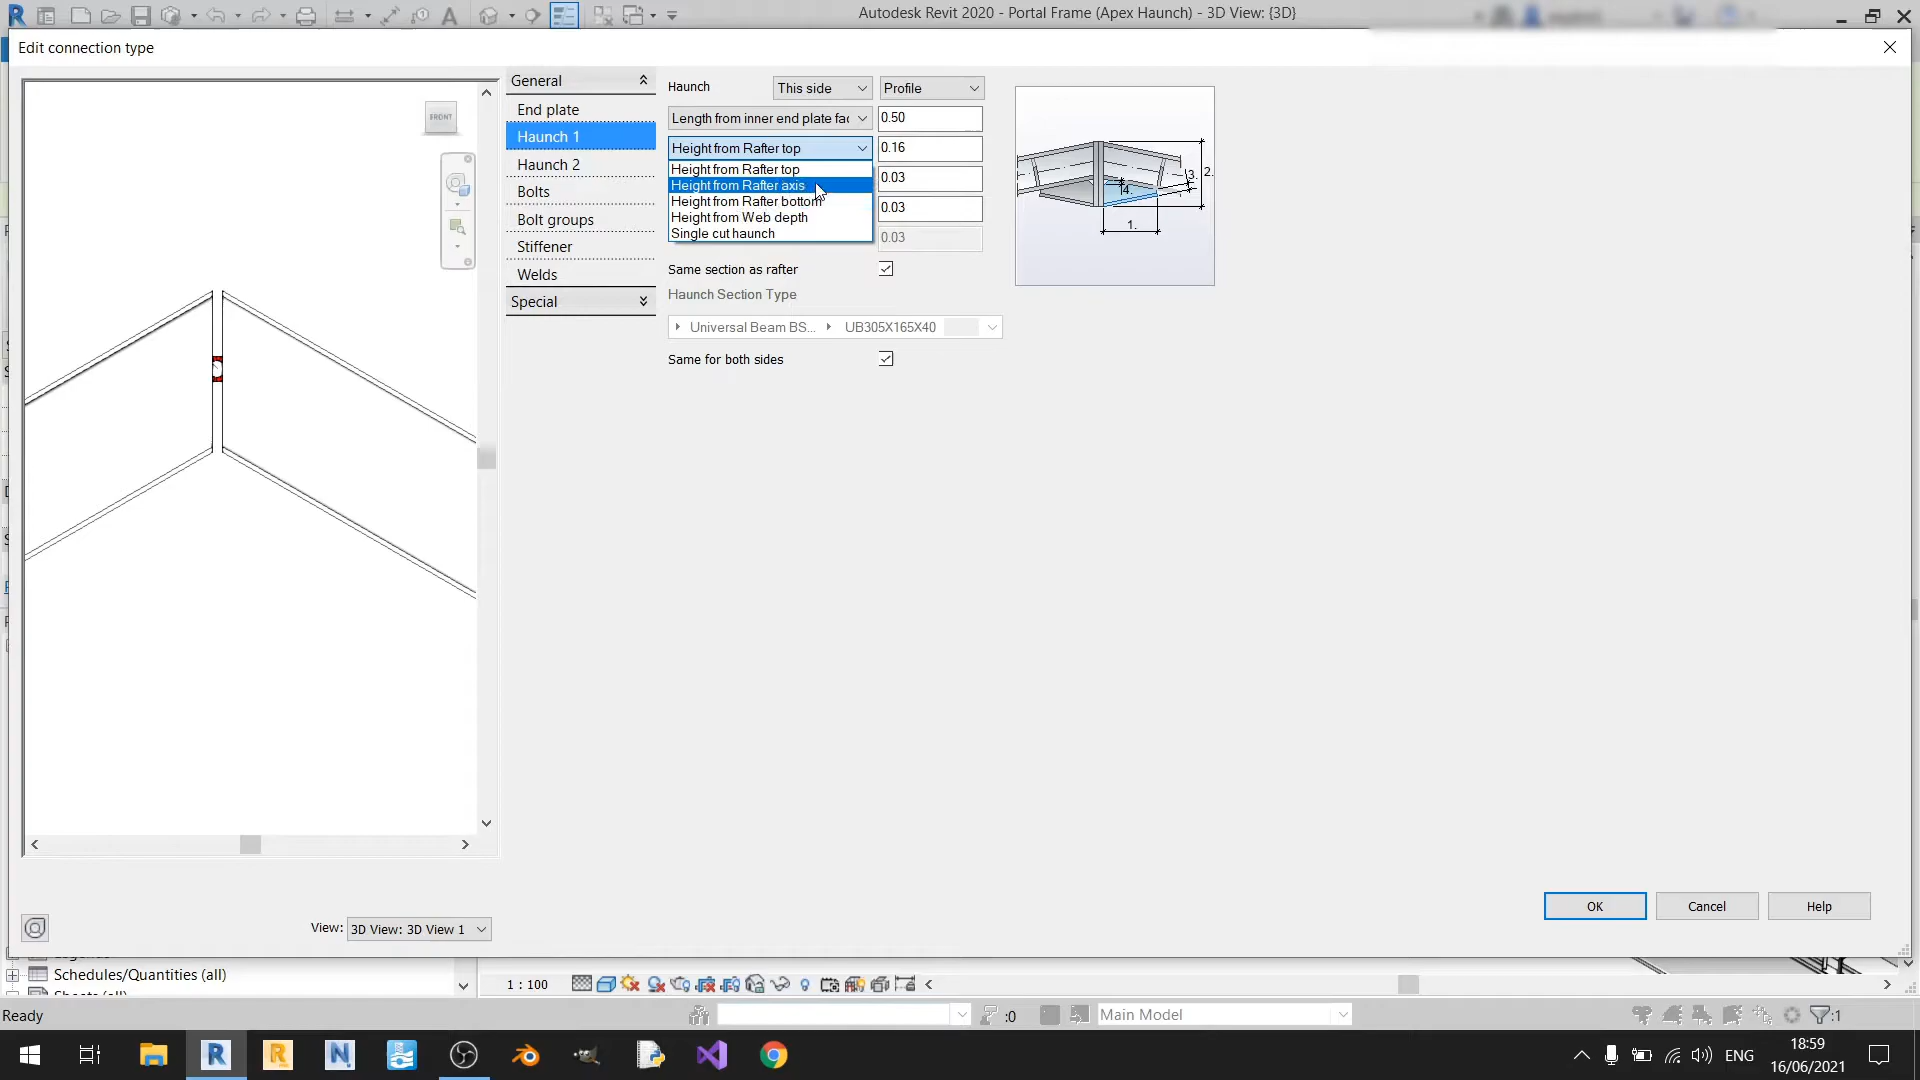 Autodesk Revit 2020 - Portal Frame (Apex Haunch) - 3D View: {3D}
Edit connection type
FRONT
General
End plate
Haunch 1
Haunch 2
Bolts
Bolt groups
Stiffener
Welds
Special
Haunch
This side
Profile
Length from inner end plate fac
0.50
Height from Rafter top
0.16
Height from Rafter top
Height from Rafter axis
0.03
Height from Rafter bottom
0.03
Height from Web depth
Single cut haunch
0.03
Same section as rafter
Haunch Section Type
Universal Beam BS...
UB305X165X40
Same for both sides
1.
2.
3.
4.
OK
Cancel
Help
View:
3D View: 3D View 1
Schedules/Quantities (all)
1 : 100
Ready
:0
Main Model
:1
ENG
18:59
16/06/2021